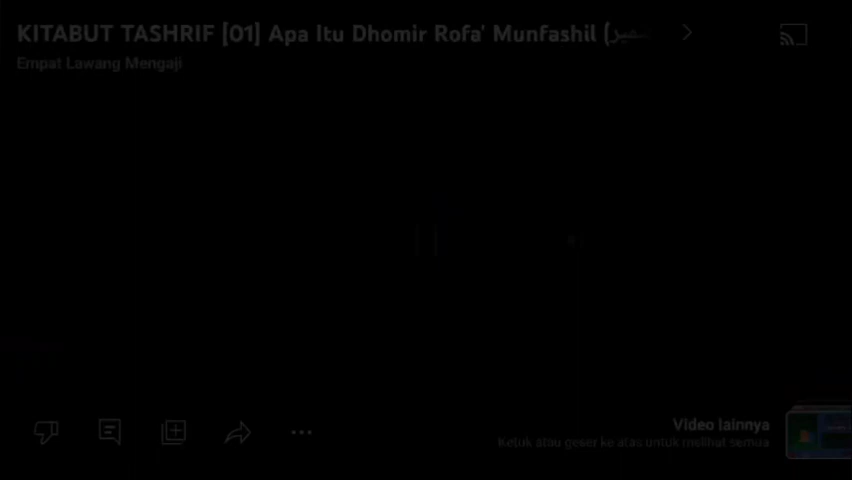 KITABUT TASHRIF [01] Apa Itu Dhomir Rofa' Munfashil (ضمير
Empat Lawang Mengaji
Video lainnya
Ketuk atau geser ke atas untuk melihat semua